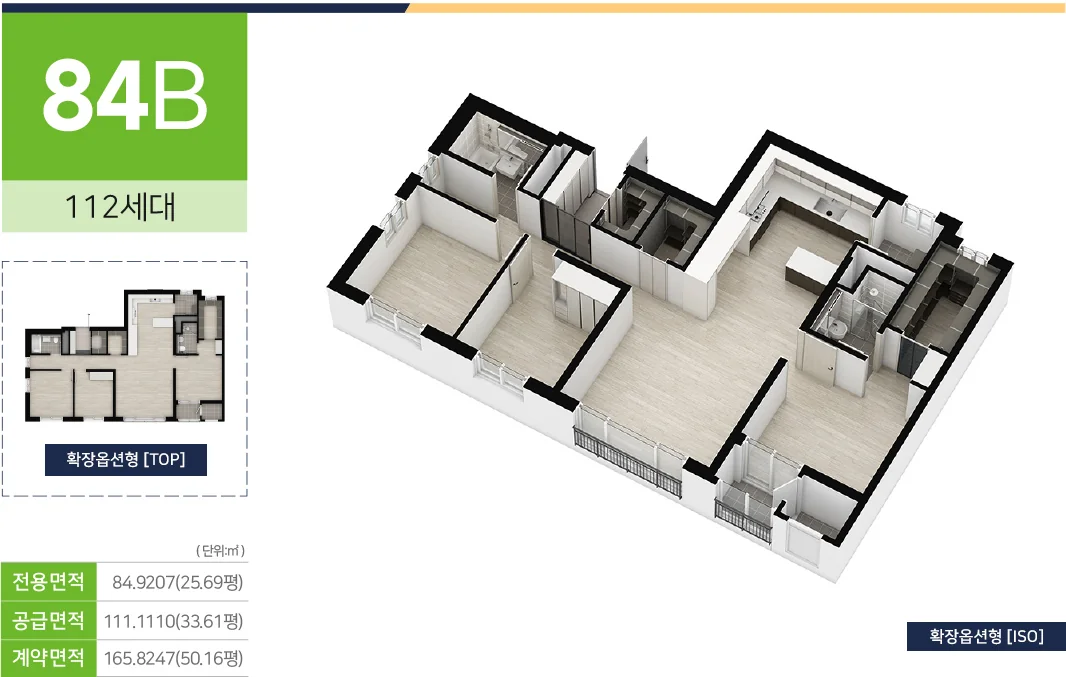 84B
112세대
확장옵션형 [TOP]
(단위:㎡)
전용면적 84.9207(25.69평)
공급면적 111.1110(33.61평)
계약면적 165.8247(50.16평)
확장옵션형 [ISO]